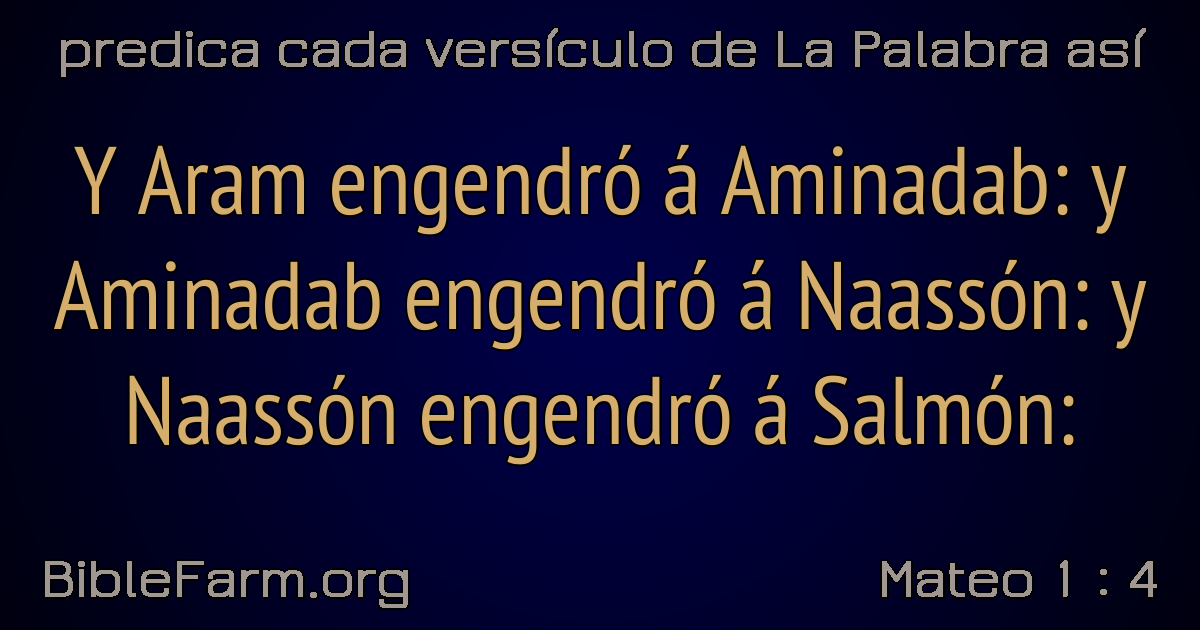 predica cada versículo de La Palabra así
Y Aram engendró á Aminadab: y
Aminadab engendró á Naassón: y
Naassón engendró á Salmón:
BibleFarm.org
Mateo 1 : 4